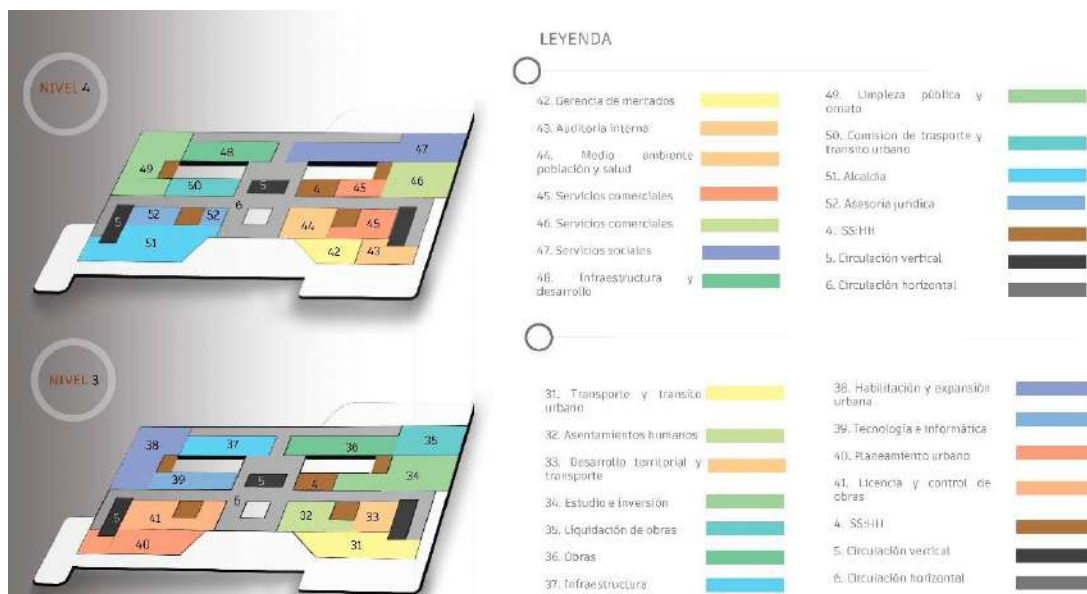 LEYENDA
NIVEL 4
42. Gerencia de mercados
43. Auditoria interna
44. Medio ambiente
población y salud
45. Servicios comerciales
46. Servicios comerciales
47. Servicios sociales
48. Infraestructura y
desarrollo
49. Limpieza pública y
ornato
50. Comisión de trasporte y
transito urbano
51. Alcaldia
52. Asesoría jurídica
4. SS:HH
5. Circulación vertical
6. Circulación horizontal
48
47
49
50
5
4
45
46
6
5
52
52
44
45
51
42
43
NIVEL 3
31. Transporte y transito
urbano
32. Asentamientos humanos
33. Desarrollo territorial y
transporte
34. Estudio e inversión
35. Liquidación de obras
36. Obras
37. Infraestructura
38. Habilitación y expansión
urbana
39. Tecnología e Informática
40. Planeamiento urbano
41. Licencia y control de
obras
4. SS:HH
5. Circulación vertical
6. Circulación horizontal
38
37
36
35
39
5
4
34
6
5
41
32
33
40
31